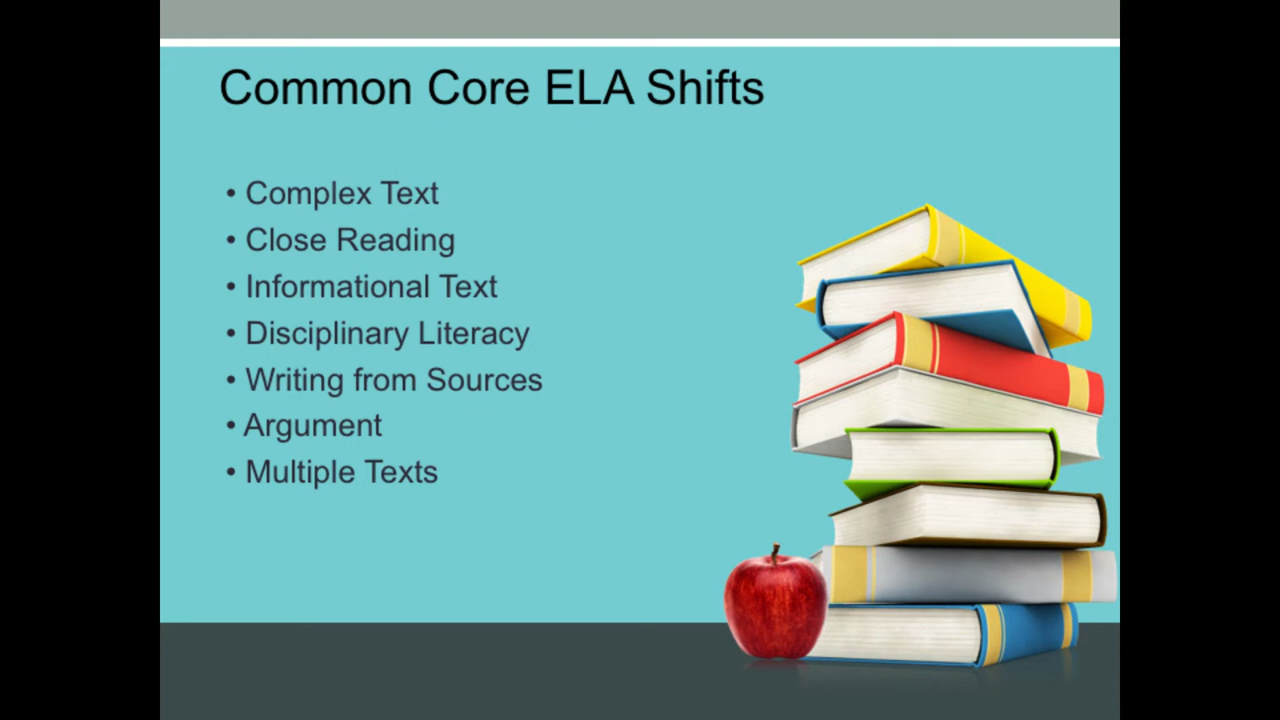 Common Core ELA Shifts
• Complex Text
• Close Reading
• Informational Text
• Disciplinary Literacy
• Writing from Sources
• Argument
• Multiple Texts